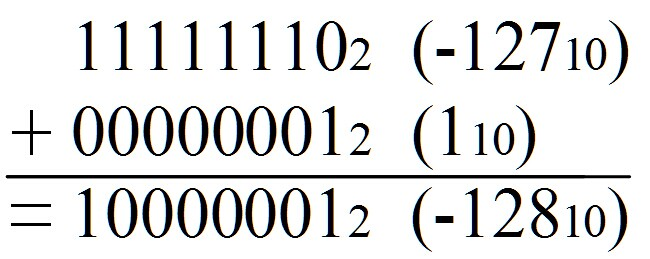 11111110₂ (-127₁₀)
+ 00000001₂ (1₁₀)
= 10000001₂ (-128₁₀)